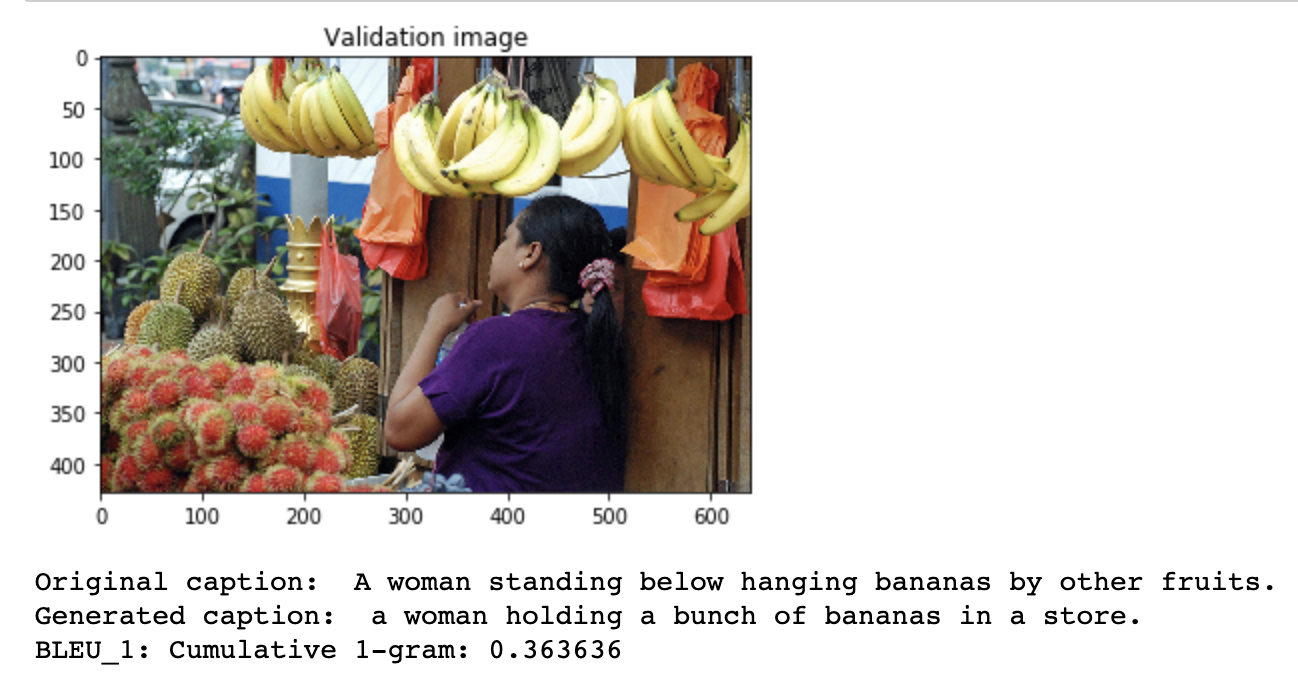 Validation image
0
50
100
150
200
250
300
350
400
0 100 200 300 400 500 600
Original caption:  A woman standing below hanging bananas by other fruits.
Generated caption:  a woman holding a bunch of bananas in a store.
BLEU_1: Cumulative 1-gram: 0.363636